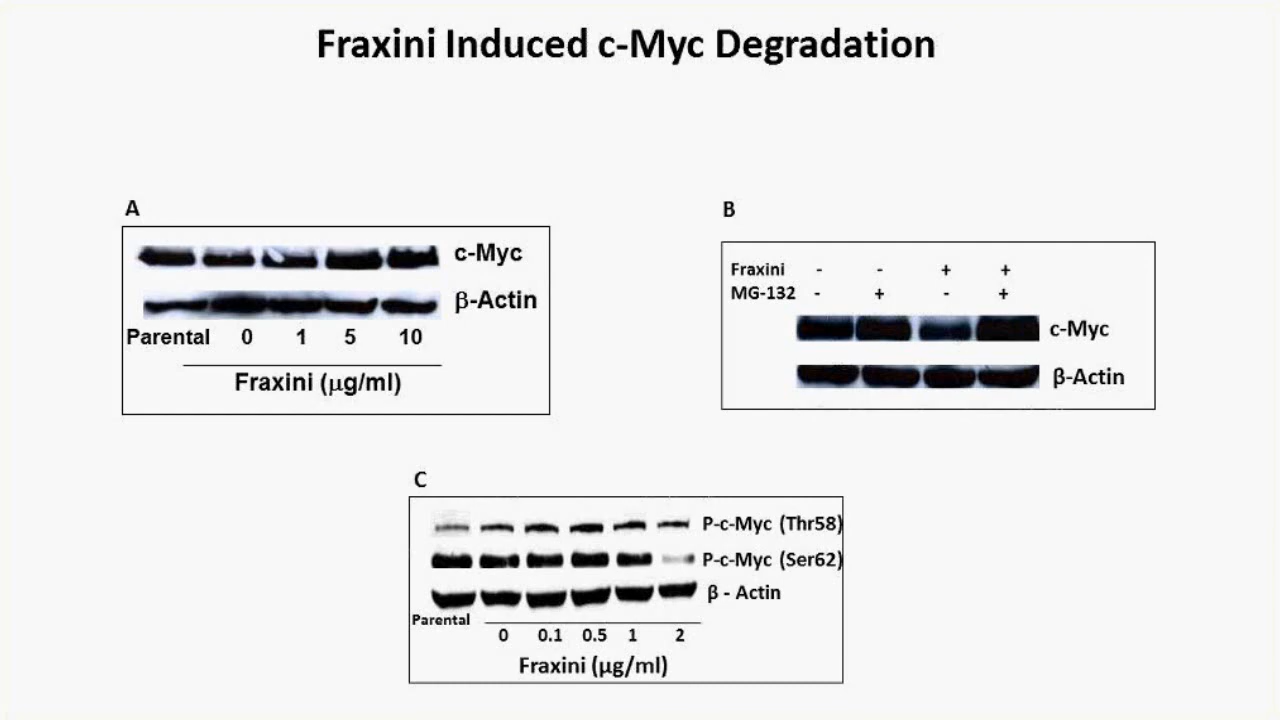 Fraxini Induced c-Myc Degradation
A
c-Myc
β-Actin
Parental 0 1 5 10
Fraxini (μg/ml)
B
Fraxini - - + +
MG-132 - + - +
c-Myc
β-Actin
C
P-c-Myc (Thr58)
P-c-Myc (Ser62)
β - Actin
Parental
0 0.1 0.5 1 2
Fraxini (μg/ml)